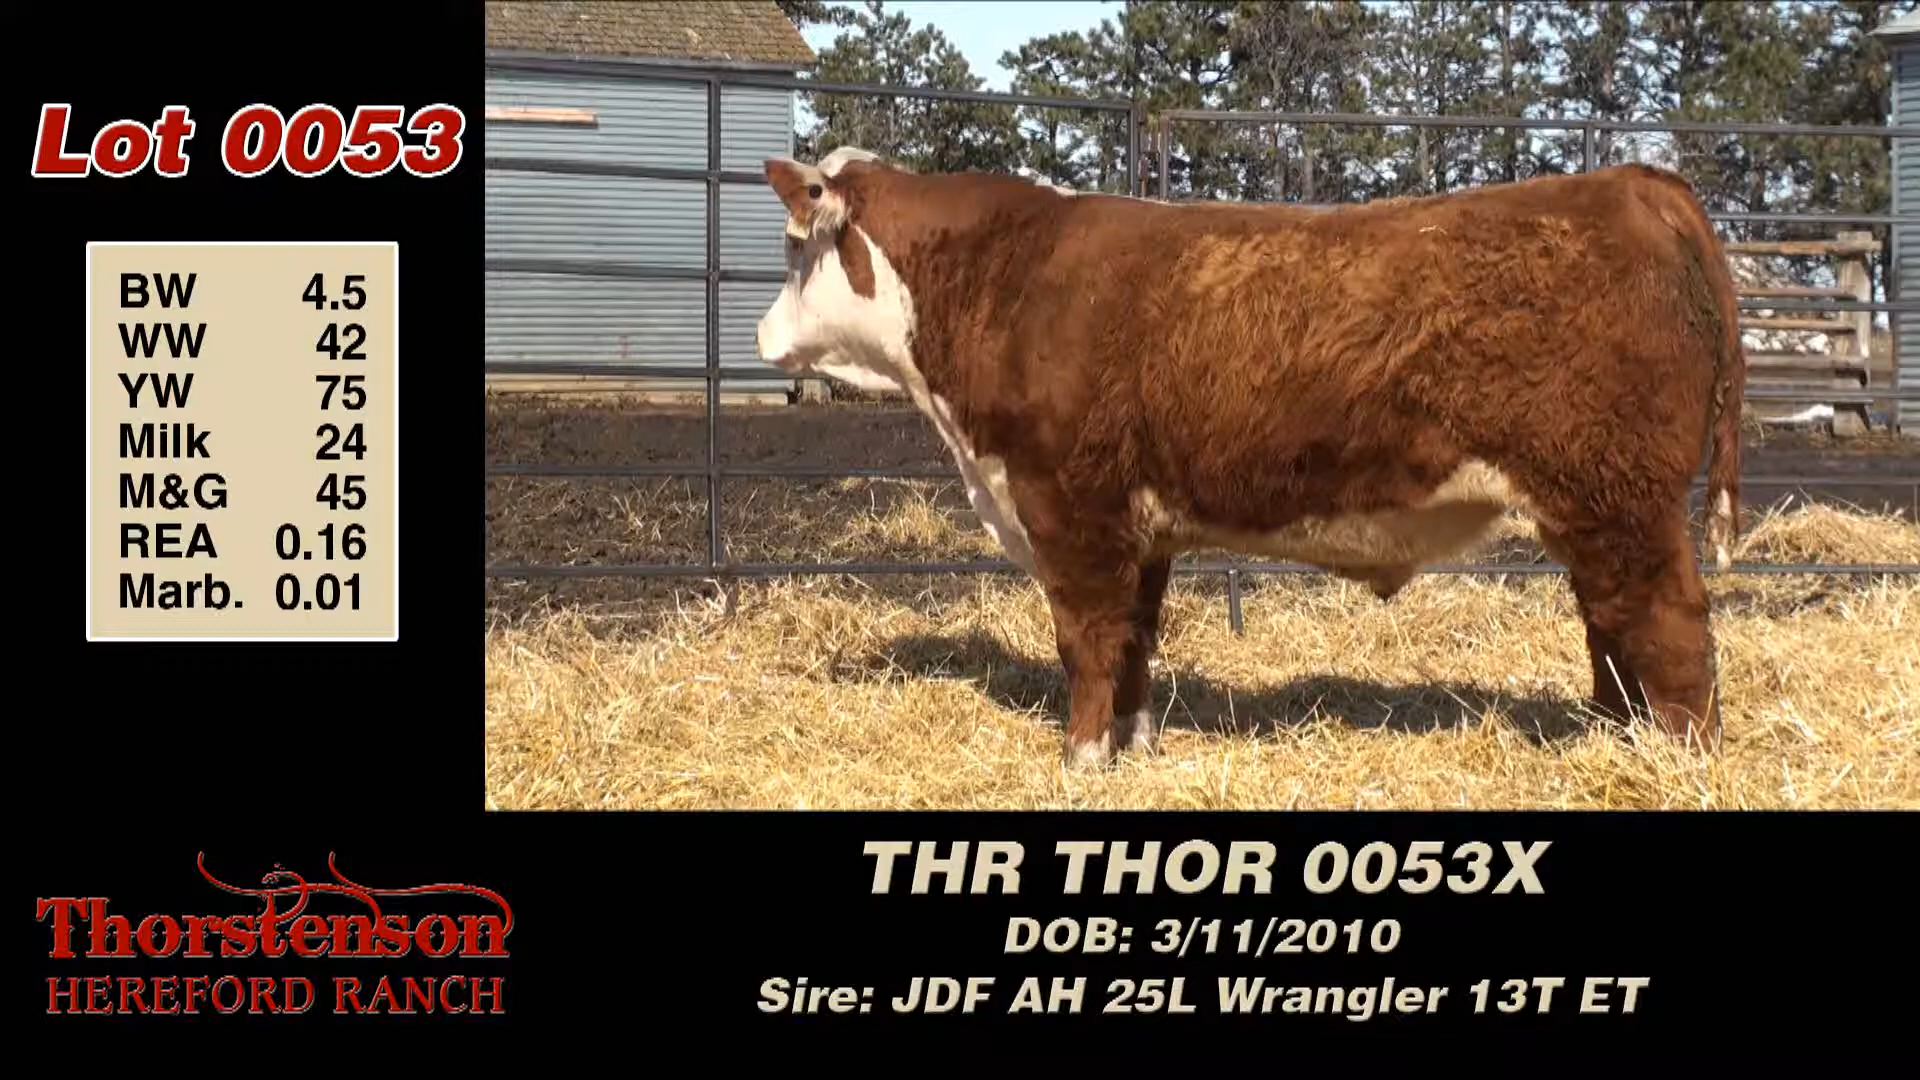 Lot 0053
BW 4.5
WW 42
YW 75
Milk 24
M&G 45
REA 0.16
Marb. 0.01
Thorstenson
HEREFORD RANCH
THR THOR 0053X
DOB: 3/11/2010
Sire: JDF AH 25L Wrangler 13T ET